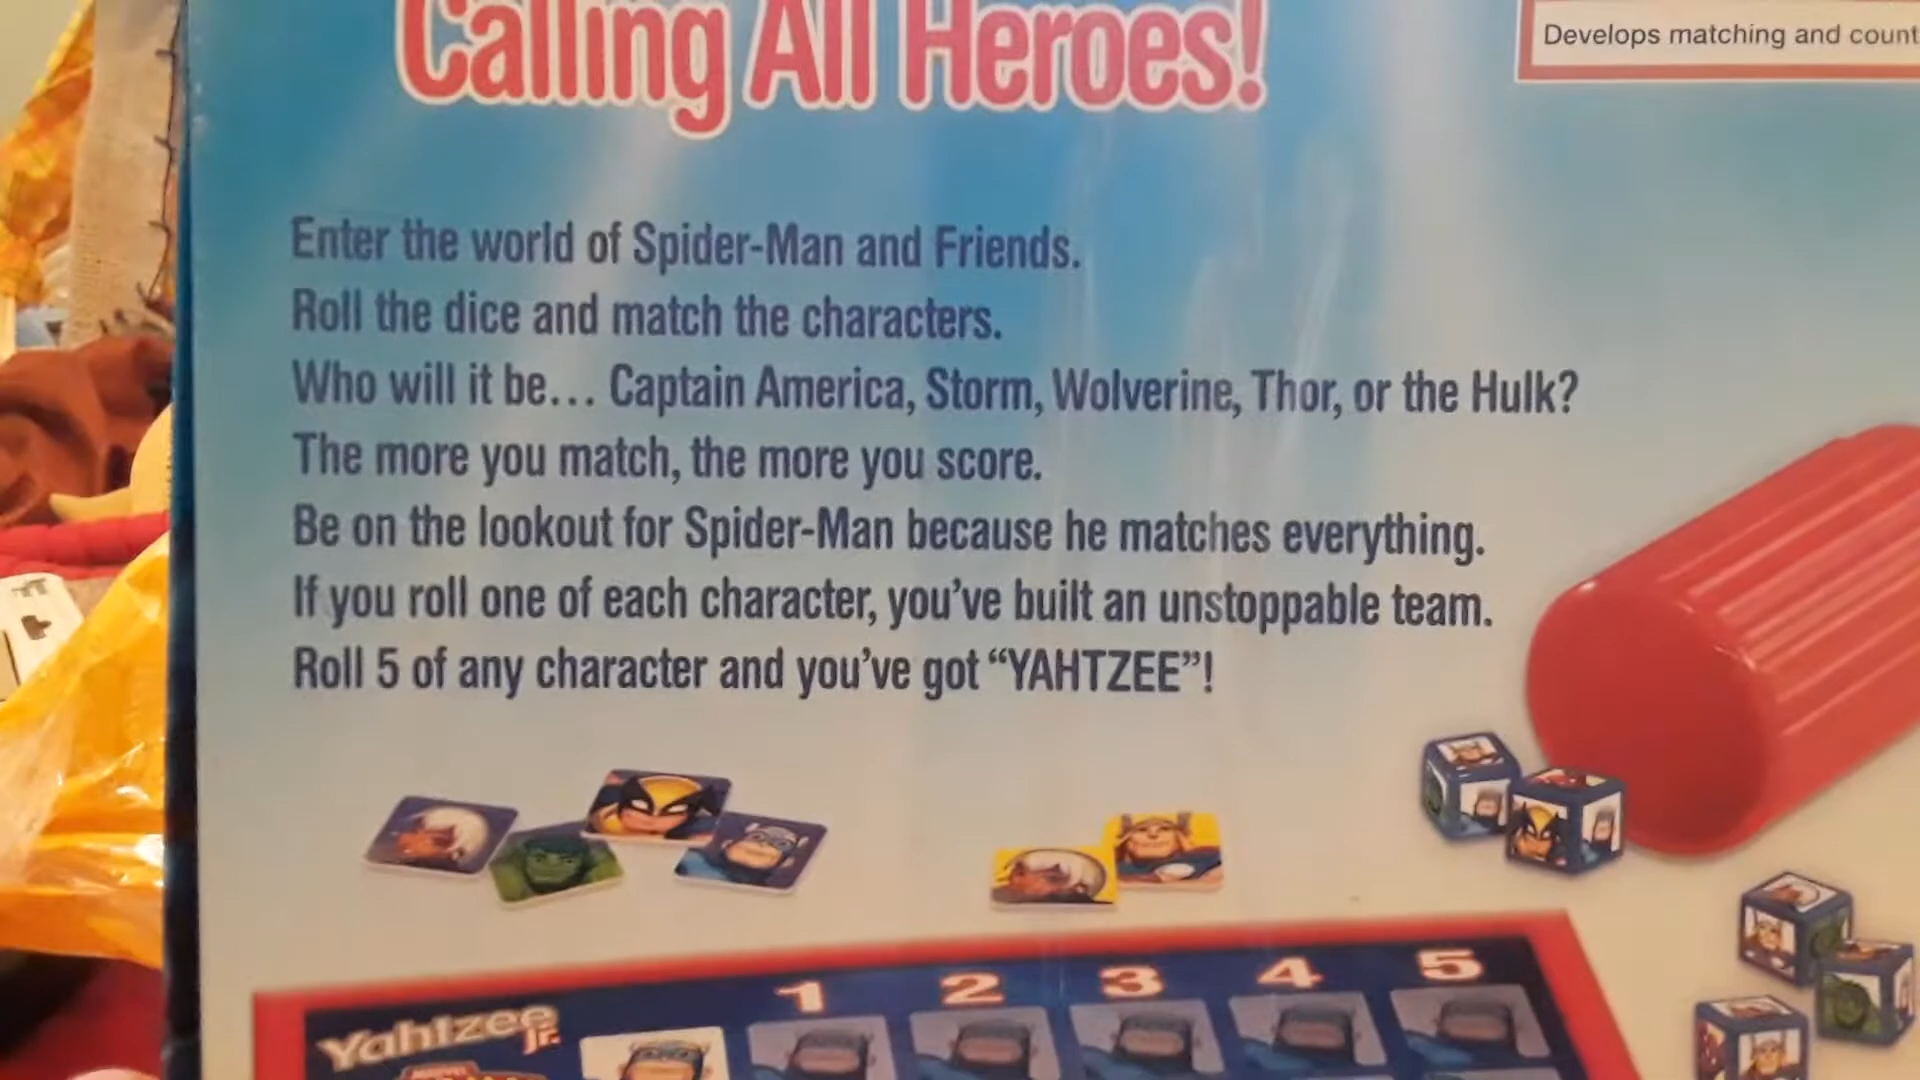 Calling All Heroes!
Develops matching and count
Enter the world of Spider-Man and Friends.
Roll the dice and match the characters.
Who will it be... Captain America, Storm, Wolverine, Thor, or the Hulk?
The more you match, the more you score.
Be on the lookout for Spider-Man because he matches everything.
If you roll one of each character, you've built an unstoppable team.
Roll 5 of any character and you've got “YAHTZEE”!
1 2 3 4 5
Yahtzee Jr.
MARVEL